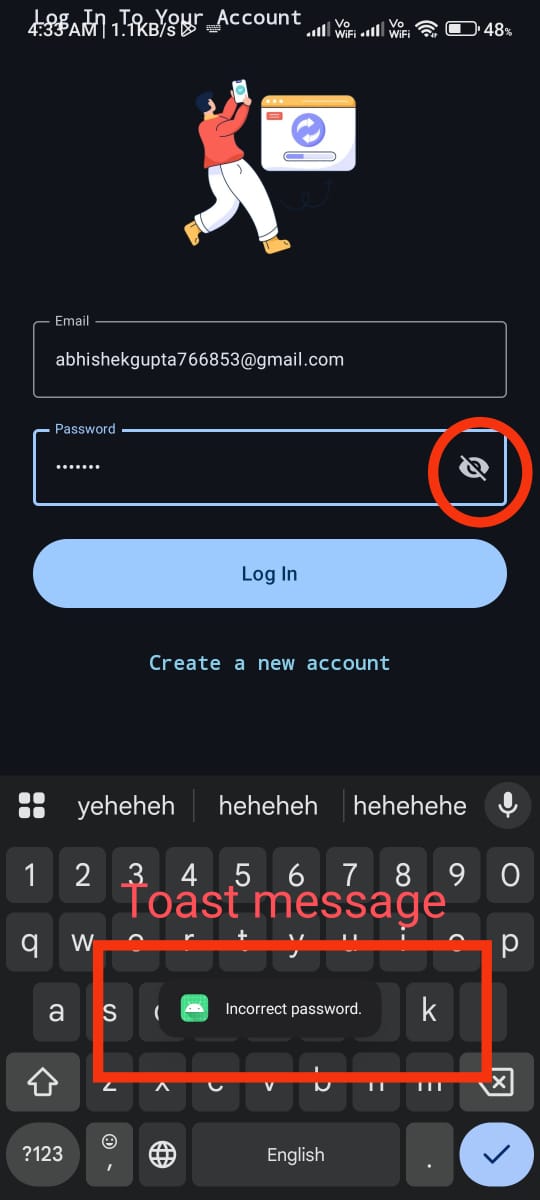 Log In To Your Account
4:33 AM | 1.1KB/s Vo WiFi Vo WiFi 48%
Email
abhishekgupta766853@gmail.com
Password
•••••••
Log In
Create a new account
yeheheh heheheh hehehehe
1 2 3 4 5 6 7 8 9 0
Toast message
q w e r t y u i o p
a s k
Incorrect password.
z x c v b n m
?123 , English .